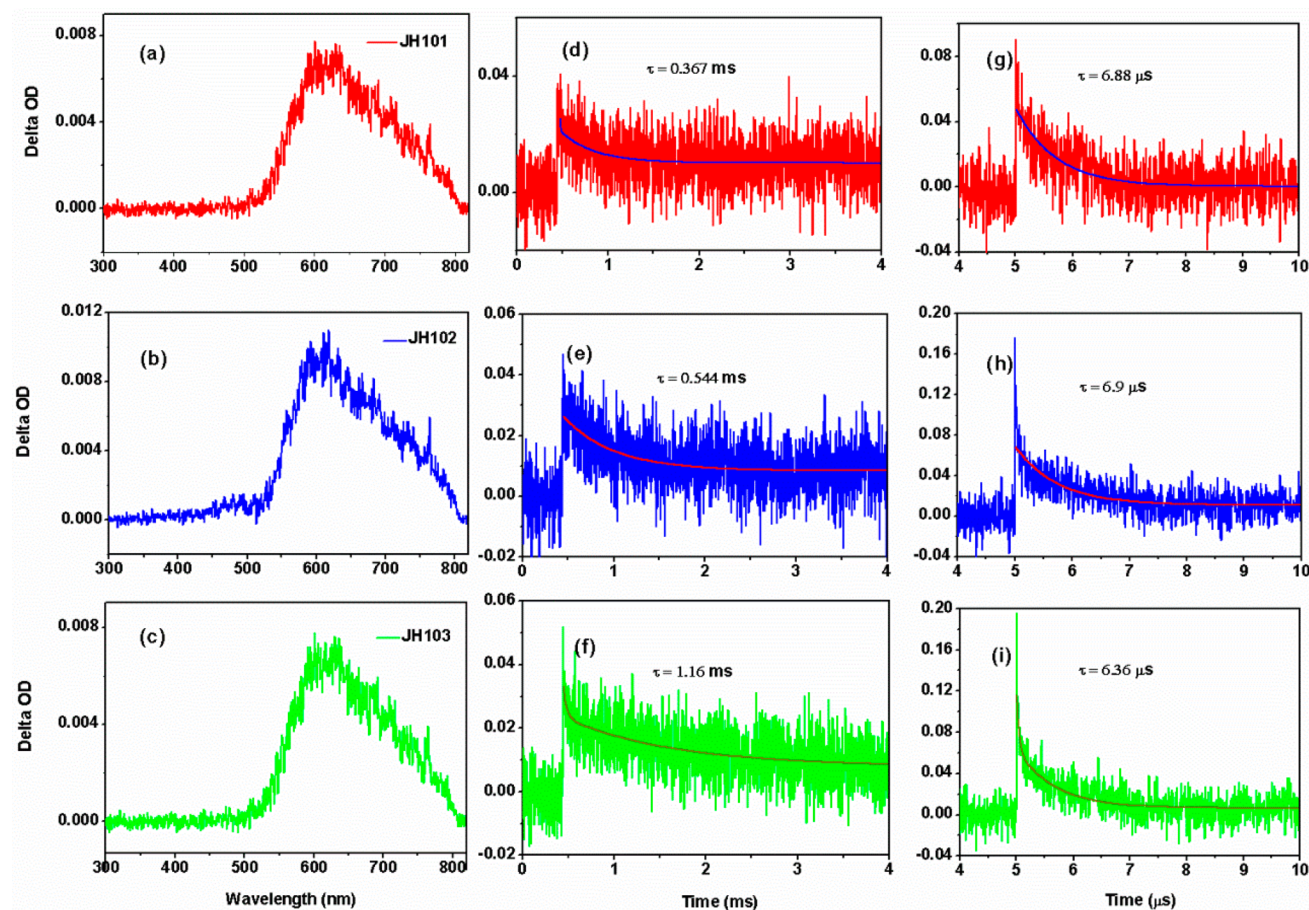 (a)
JH101
0.008
0.004
0.000
Delta OD
300 400 500 600 700 800
(d)
τ = 0.367 ms
0.04
0.00
0 1 2 3 4
(g)
τ = 6.88 μs
0.08
0.04
0.00
-0.04
4 5 6 7 8 9 10
(b)
JH102
0.012
0.008
0.004
0.000
Delta OD
300 400 500 600 700 800
(e)
τ = 0.544 ms
0.06
0.04
0.02
0.00
-0.02
0 1 2 3 4
(h)
τ = 6.9 μs
0.20
0.16
0.12
0.08
0.04
0.00
-0.04
4 5 6 7 8 9 10
(c)
JH103
0.008
0.004
0.000
Delta OD
300 400 500 600 700 800
Wavelength (nm)
(f)
τ = 1.16 ms
0.06
0.04
0.02
0.00
-0.02
0 1 2 3 4
Time (ms)
(i)
τ = 6.36 μs
0.20
0.16
0.12
0.08
0.04
0.00
-0.04
4 5 6 7 8 9 10
Time (μs)